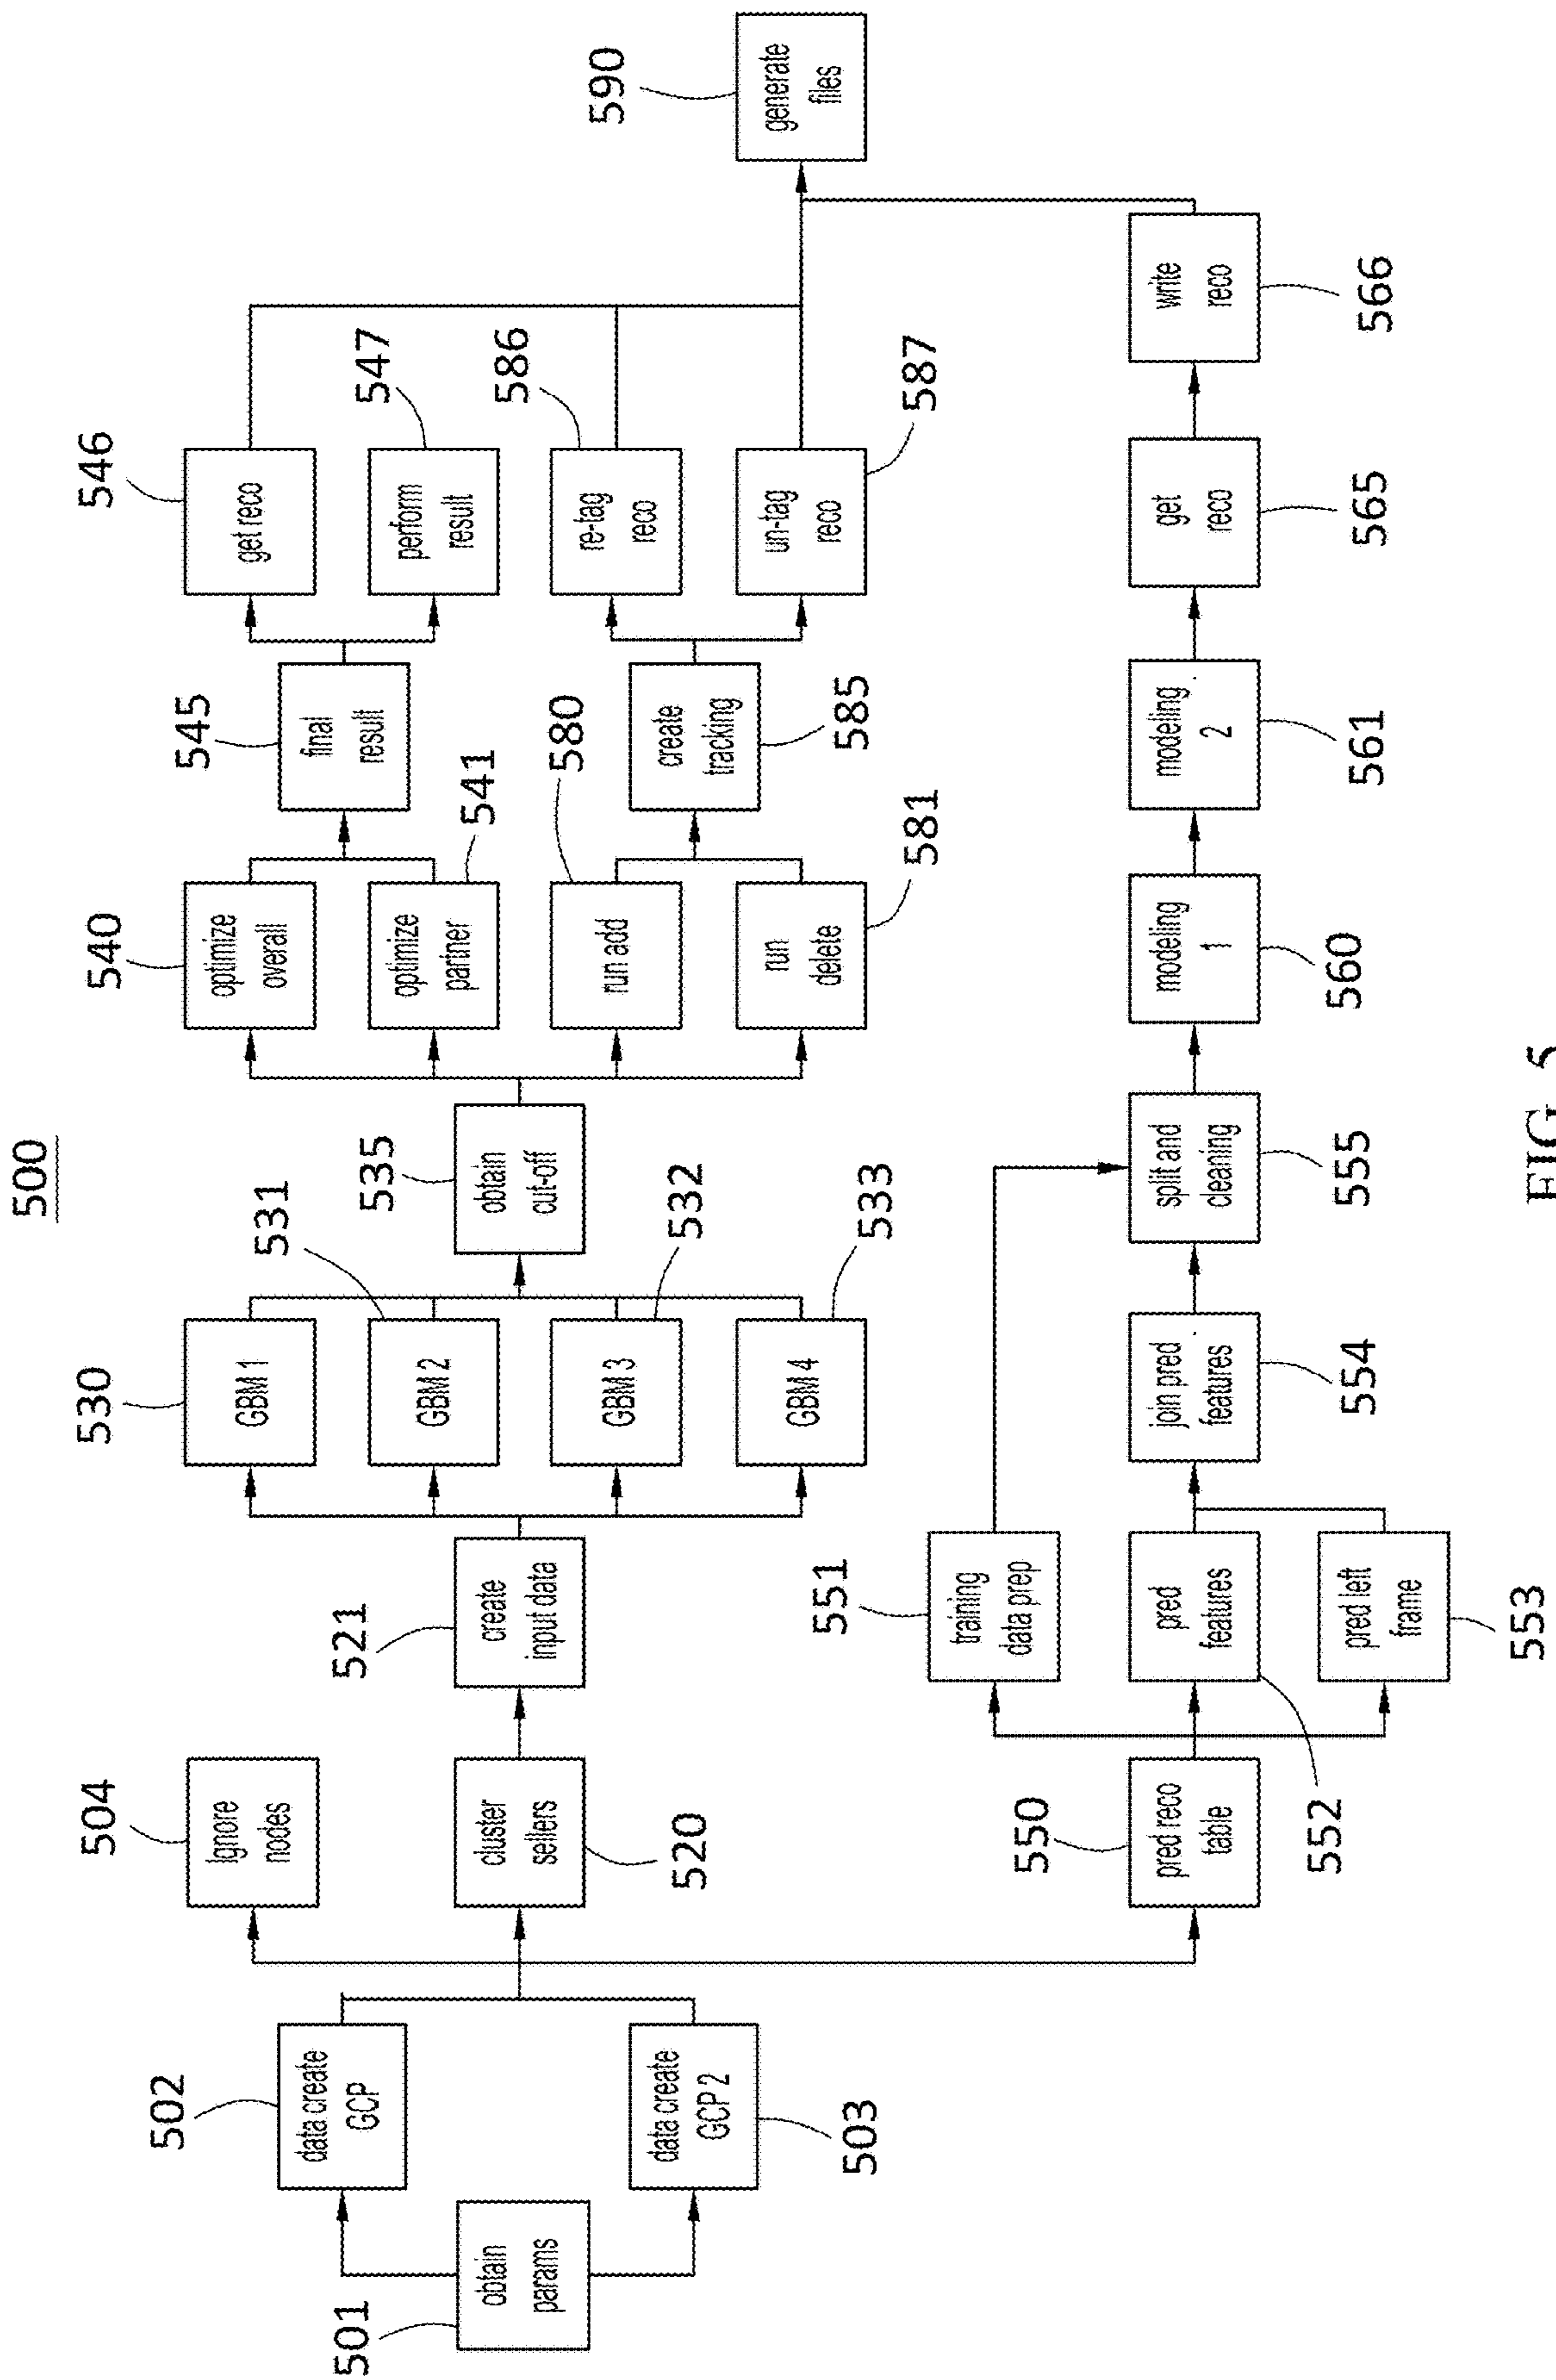 500
501
obtain
params
502
data create
GCP
503
data create
GCP 2
504
Ignore
nodes
520
cluster
sellers
521
create
input data
530
GBM 1
531
GBM 2
532
GBM 3
533
GBM 4
535
obtain
cut-off
540
optimize
overall
541
optimize
partner
580
run add
581
run
delete
545
final
result
585
create
tracking
546
get reco
547
perform
result
586
re-tag
reco
587
un-tag
reco
590
generate
files
550
pred reco
table
551
training
data prep
552
pred
features
553
pred left
frame
554
join pred
features
555
split and
cleaning
560
modeling
1
561
modeling
2
565
get
reco
566
write
reco
FIG. 5